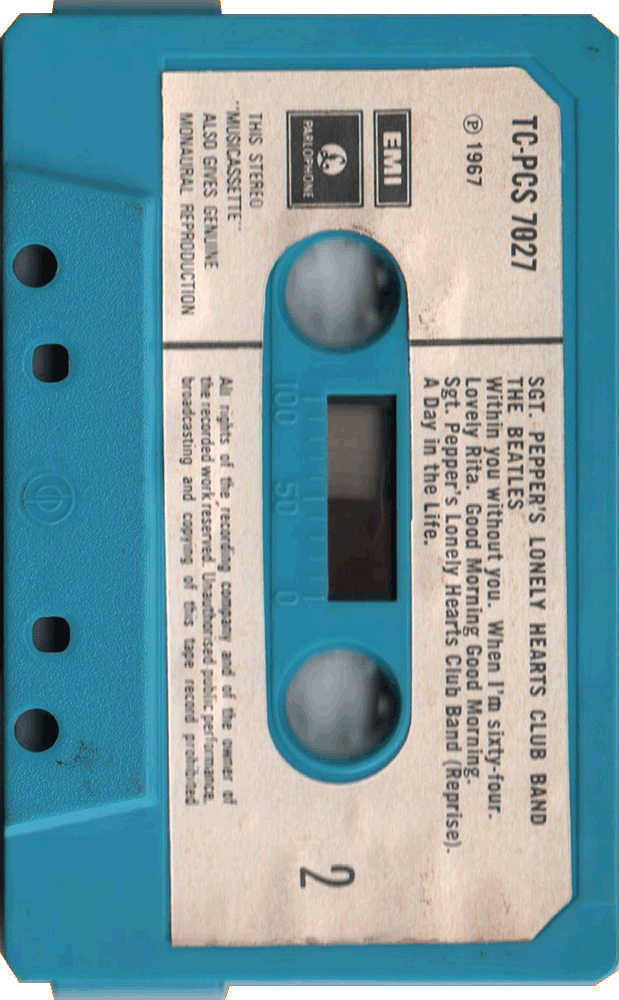 TC-PCS 7027
Ⓟ 1967
EMI
PARLOPHONE
THIS STEREO
"MUSICASSETTE"
ALSO GIVES GENUINE
MONAURAL REPRODUCTION
SGT. PEPPER'S LONELY HEARTS CLUB BAND
THE BEATLES
Within you without you. When I'm sixty-four.
Lovely Rita. Good Morning Good Morning.
Sgt. Pepper's Lonely Hearts Club Band (Reprise).
A Day in the Life.
100 50 0
All rights of the recording company and of the owner of
the recorded work reserved. Unauthorised public performance,
broadcasting and copying of this tape record prohibited
2